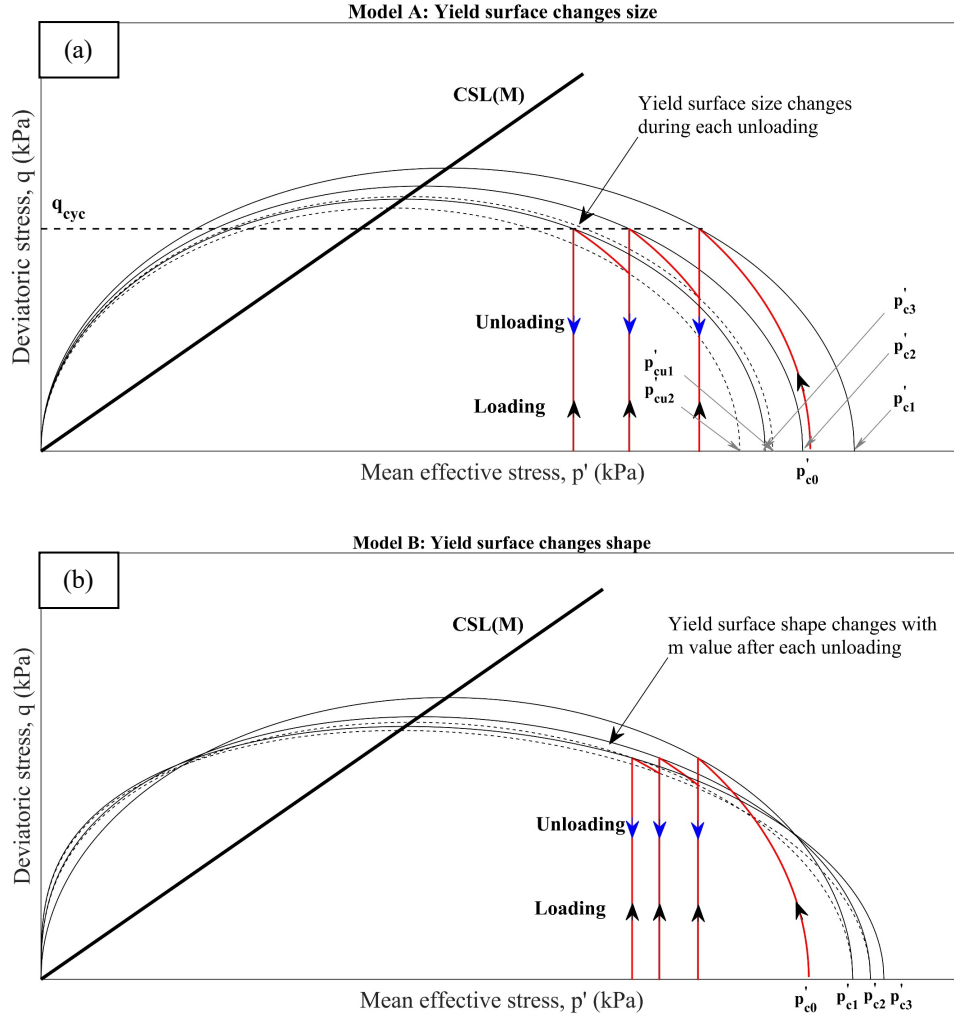 Model A: Yield surface changes size
(a)
CSL(M)
Yield surface size changes
during each unloading
q_cyc
Deviatoric stress, q (kPa)
Unloading
Loading
p'_cu1
p'_cu2
p'_c3
p'_c2
p'_c1
p'_c0
Mean effective stress, p' (kPa)
Model B: Yield surface changes shape
(b)
CSL(M)
Yield surface shape changes with
m value after each unloading
Deviatoric stress, q (kPa)
Unloading
Loading
p'_c0 p'_c1 p'_c2 p'_c3
Mean effective stress, p' (kPa)